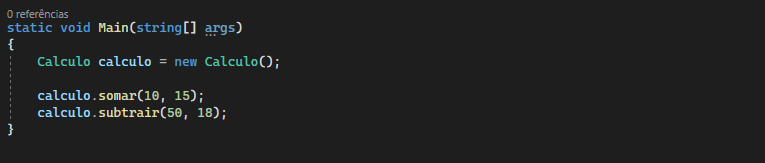 0 referências
static void Main(string[] args)
{
    Calculo calculo = new Calculo();
    calculo.somar(10, 15);
    calculo.subtrair(50, 18);
}